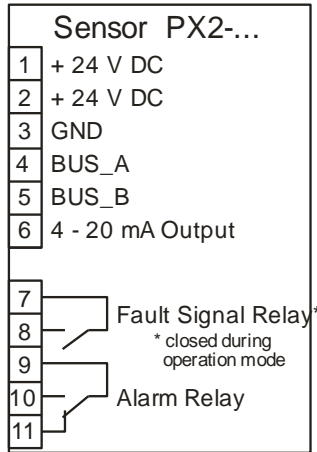 Sensor PX2-...
1 + 24 V DC
2 + 24 V DC
3 GND
4 BUS_A
5 BUS_B
6 4 - 20 mA Output
7
Fault Signal Relay*
8
* closed during
operation mode
9
10 Alarm Relay
11